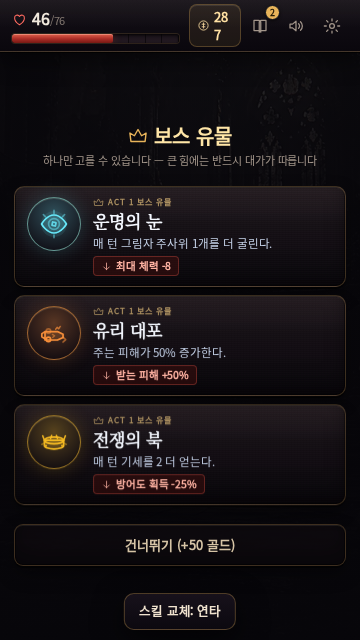 46/76
28
7
2
보스 유물
하나만 고를 수 있습니다 — 큰 힘에는 반드시 대가가 따릅니다
ACT 1 보스 유물
운명의 눈
매 턴 그림자 주사위 1개를 더 굴린다.
↓ 최대 체력 -8
ACT 1 보스 유물
유리 대포
주는 피해가 50% 증가한다.
↓ 받는 피해 +50%
ACT 1 보스 유물
전쟁의 북
매 턴 기세를 2 더 얻는다.
↓ 방어도 획득 -25%
건너뛰기 (+50 골드)
스킬 교체: 연타